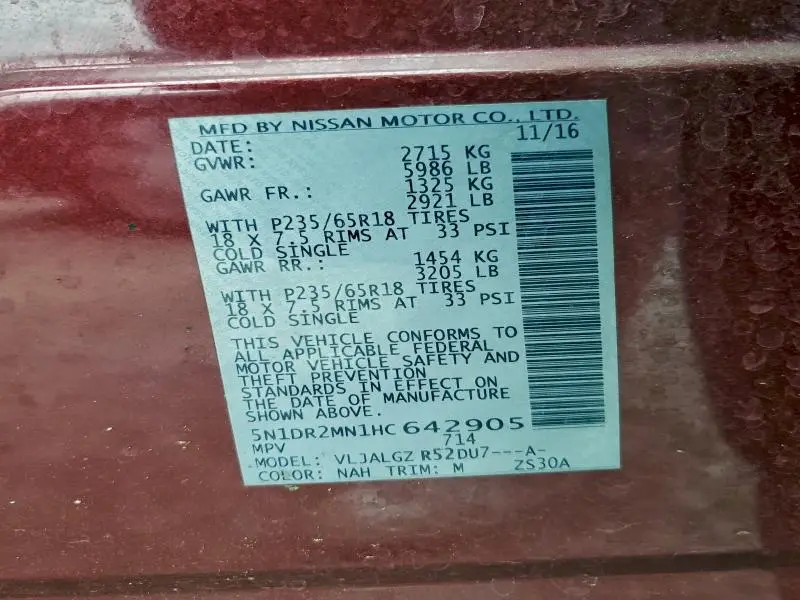 MFD BY NISSAN MOTOR CO., LTD.
DATE: 11/16
GVWR: 2715 KG
5986 LB
GAWR FR.: 1325 KG
2921 LB
WITH P235/65R18 TIRES
18 X 7.5 RIMS AT 33 PSI
COLD SINGLE
GAWR RR.: 1454 KG
3205 LB
WITH P235/65R18 TIRES
18 X 7.5 RIMS AT 33 PSI
COLD SINGLE
THIS VEHICLE CONFORMS TO
ALL APPLICABLE FEDERAL
MOTOR VEHICLE SAFETY AND
THEFT PREVENTION
STANDARDS IN EFFECT ON
THE DATE OF MANUFACTURE
SHOWN ABOVE.
5N1DR2MN1HC 642905
MPV 714
MODEL: VLJALGZ R52DU7---A-
COLOR: NAH TRIM: M ZS30A